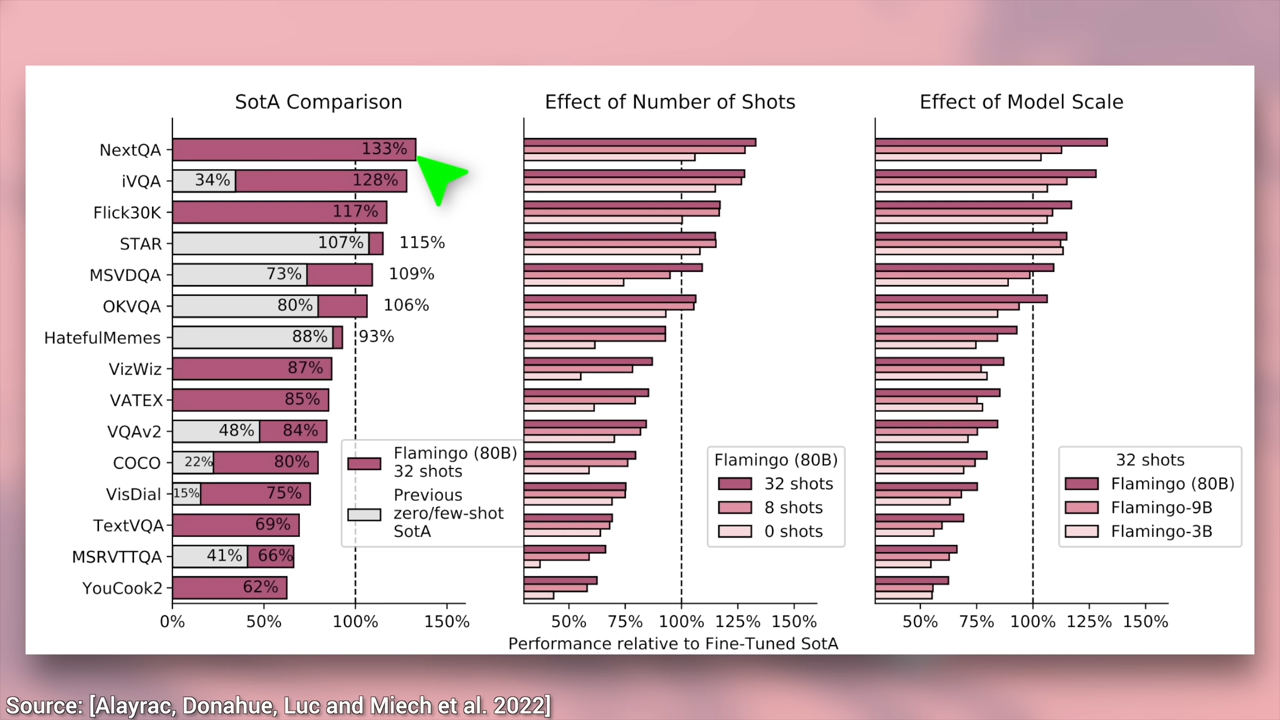 SotA Comparison
NextQA 133%
iVQA 34% 128%
Flick30K 117%
STAR 107% 115%
MSVDQA 73% 109%
OKVQA 80% 106%
HatefulMemes 88% 93%
VizWiz 87%
VATEX 85%
VQAv2 48% 84%
COCO 22% 80%
VisDial 15% 75%
TextVQA 69%
MSRVTTQA 41% 66%
YouCook2 62%
Flamingo (80B)
32 shots
Previous
zero/few-shot
SotA
0% 50% 100% 150%
Effect of Number of Shots
Flamingo (80B)
32 shots
8 shots
0 shots
50% 75% 100% 125% 150%
Performance relative to Fine-Tuned SotA
Effect of Model Scale
32 shots
Flamingo (80B)
Flamingo-9B
Flamingo-3B
50% 75% 100% 125% 150%
Source: [Alayrac, Donahue, Luc and Miech et al. 2022]